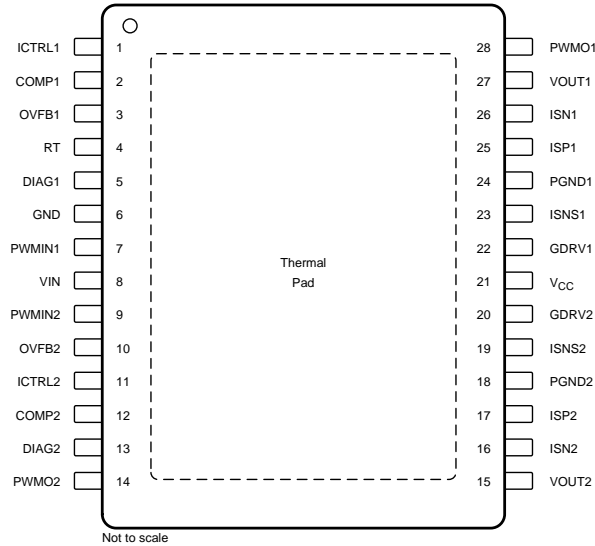 ICTRL1 1 28 PWMO1
COMP1 2 27 VOUT1
OVFB1 3 26 ISN1
RT 4 25 ISP1
DIAG1 5 24 PGND1
GND 6 23 ISNS1
PWMIN1 7 22 GDRV1
Thermal
Pad
VIN 8 21 VCC
PWMIN2 9 20 GDRV2
OVFB2 10 19 ISNS2
ICTRL2 11 18 PGND2
COMP2 12 17 ISP2
DIAG2 13 16 ISN2
PWMO2 14 15 VOUT2
Not to scale